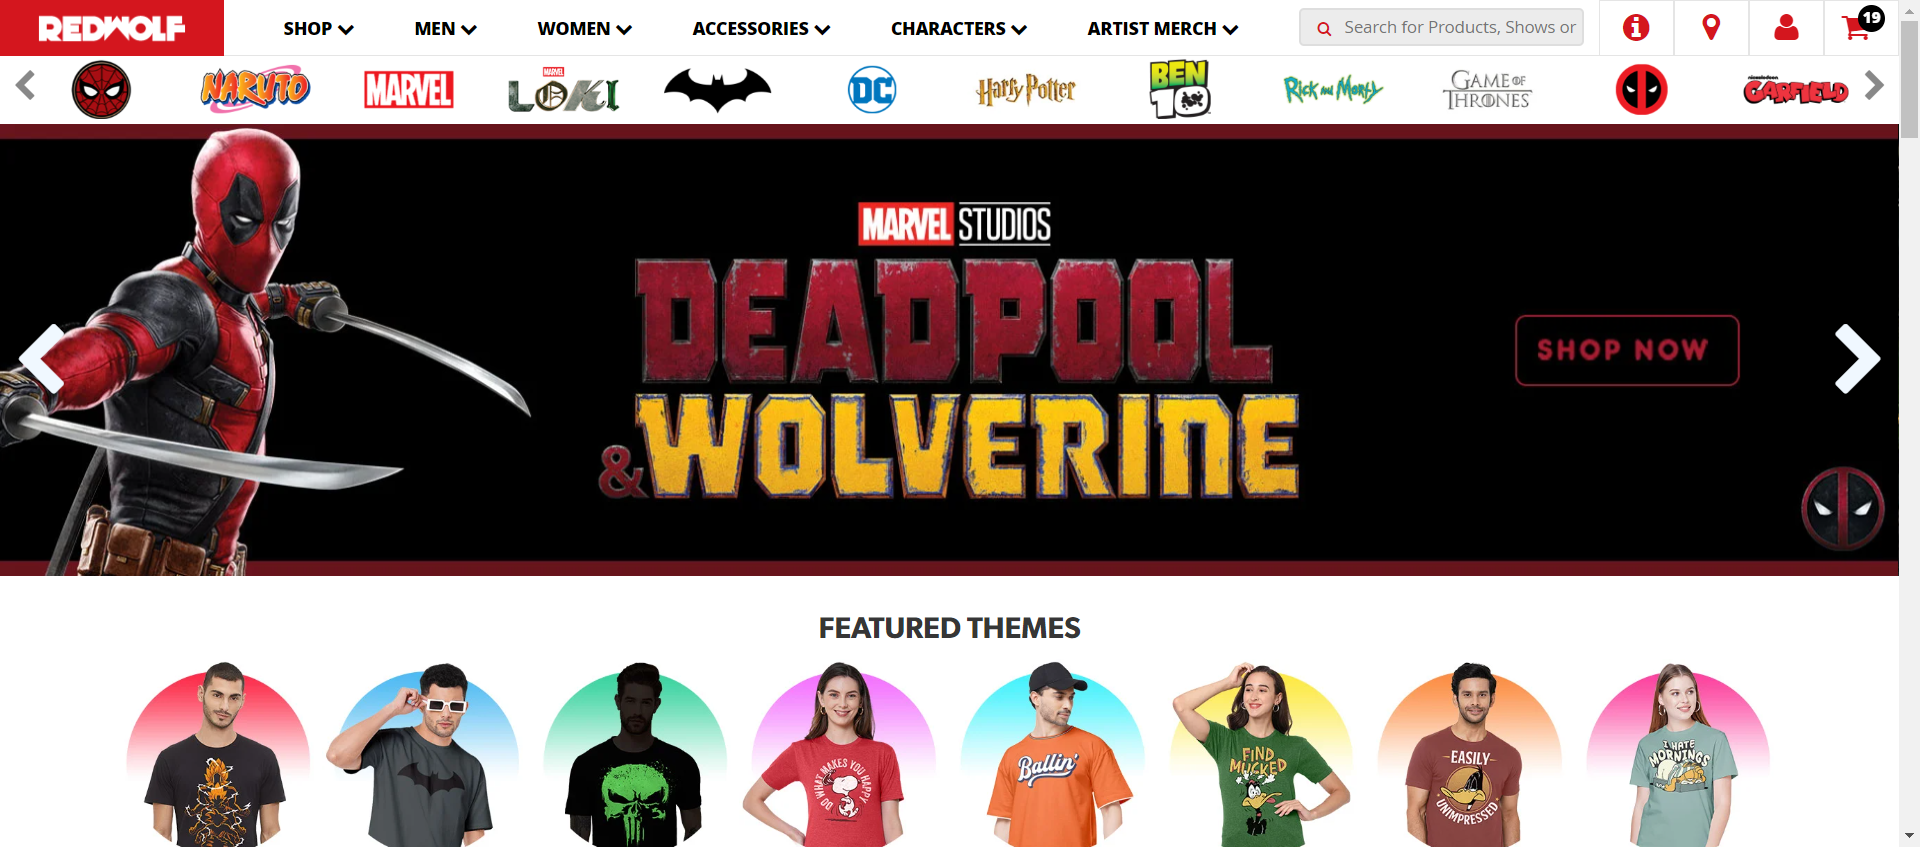 REDWOLF
SHOP
MEN
WOMEN
ACCESSORIES
CHARACTERS
ARTIST MERCH
Search for Products, Shows or
19
NARUTO
MARVEL
MARVEL
LOKI
DC
Harry Potter
BEN
10
Rick and Morty
GAME OF
THRONES
nickelodeon
GARFIELD
MARVEL STUDIOS
DEADPOOL
& WOLVERINE
SHOP NOW
FEATURED THEMES
DO WHAT MAKES YOU HAPPY
Ballin'
FIND
MUCKED
EASILY
UNIMPRESSED
I HATE
MORNINGS